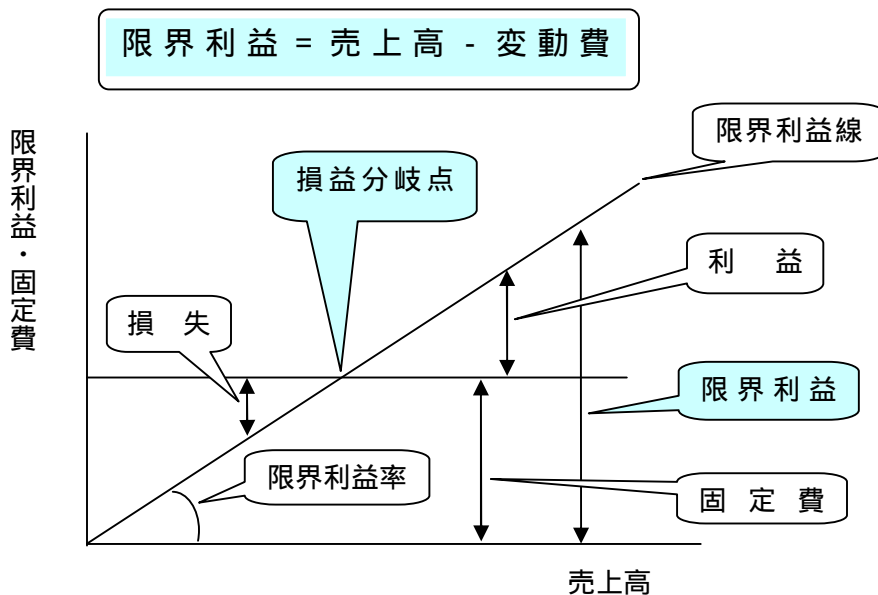 限界利益 = 売上高 - 変動費
限界利益・固定費
限界利益線
損益分岐点
利 益
損 失
限界利益
限界利益率
固 定 費
売上高